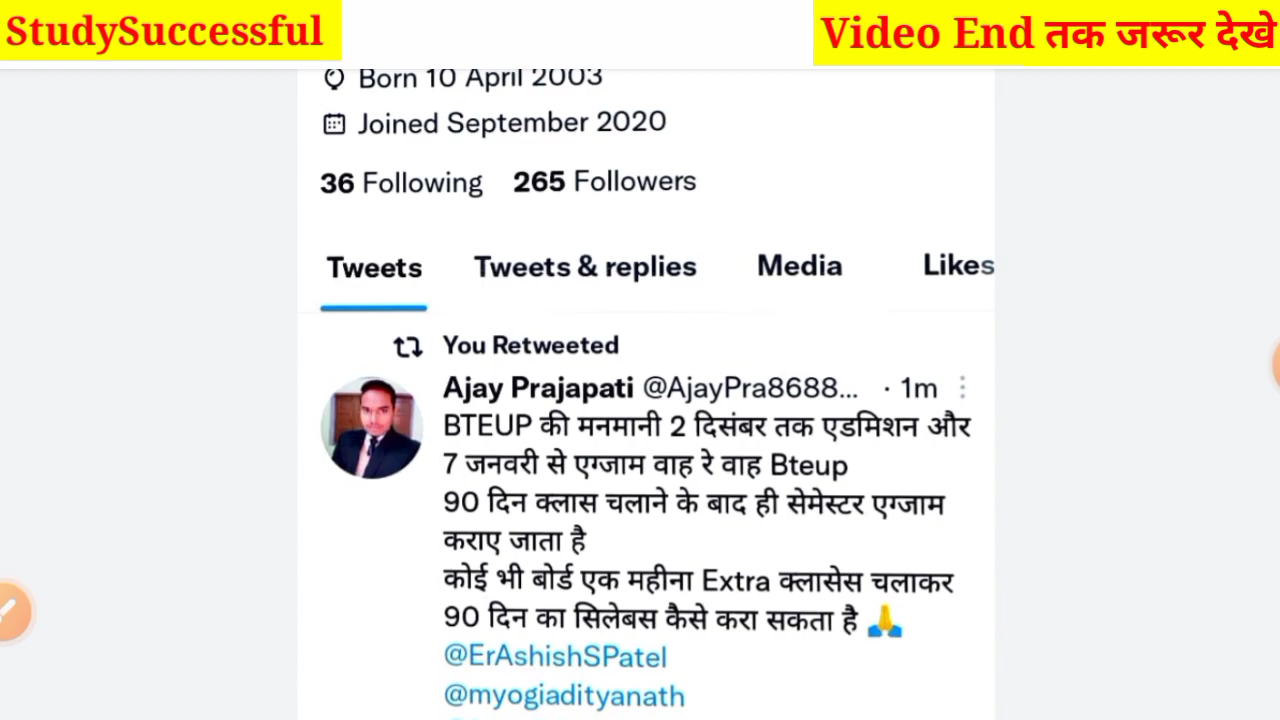 StudySuccessful
Video End तक जरूर देखे
Born 10 April 2003
Joined September 2020
36 Following 265 Followers
Tweets Tweets & replies Media Likes
You Retweeted
Ajay Prajapati @AjayPra8688... · 1m
BTEUP की मनमानी 2 दिसंबर तक एडमिशन और
7 जनवरी से एग्जाम वाह रे वाह Bteup
90 दिन क्लास चलाने के बाद ही सेमेस्टर एग्जाम
कराए जाता है
कोई भी बोर्ड एक महीना Extra क्लासेस चलाकर
90 दिन का सिलेबस कैसे करा सकता है 🙏
@ErAshishSPatel
@myogiadityanath